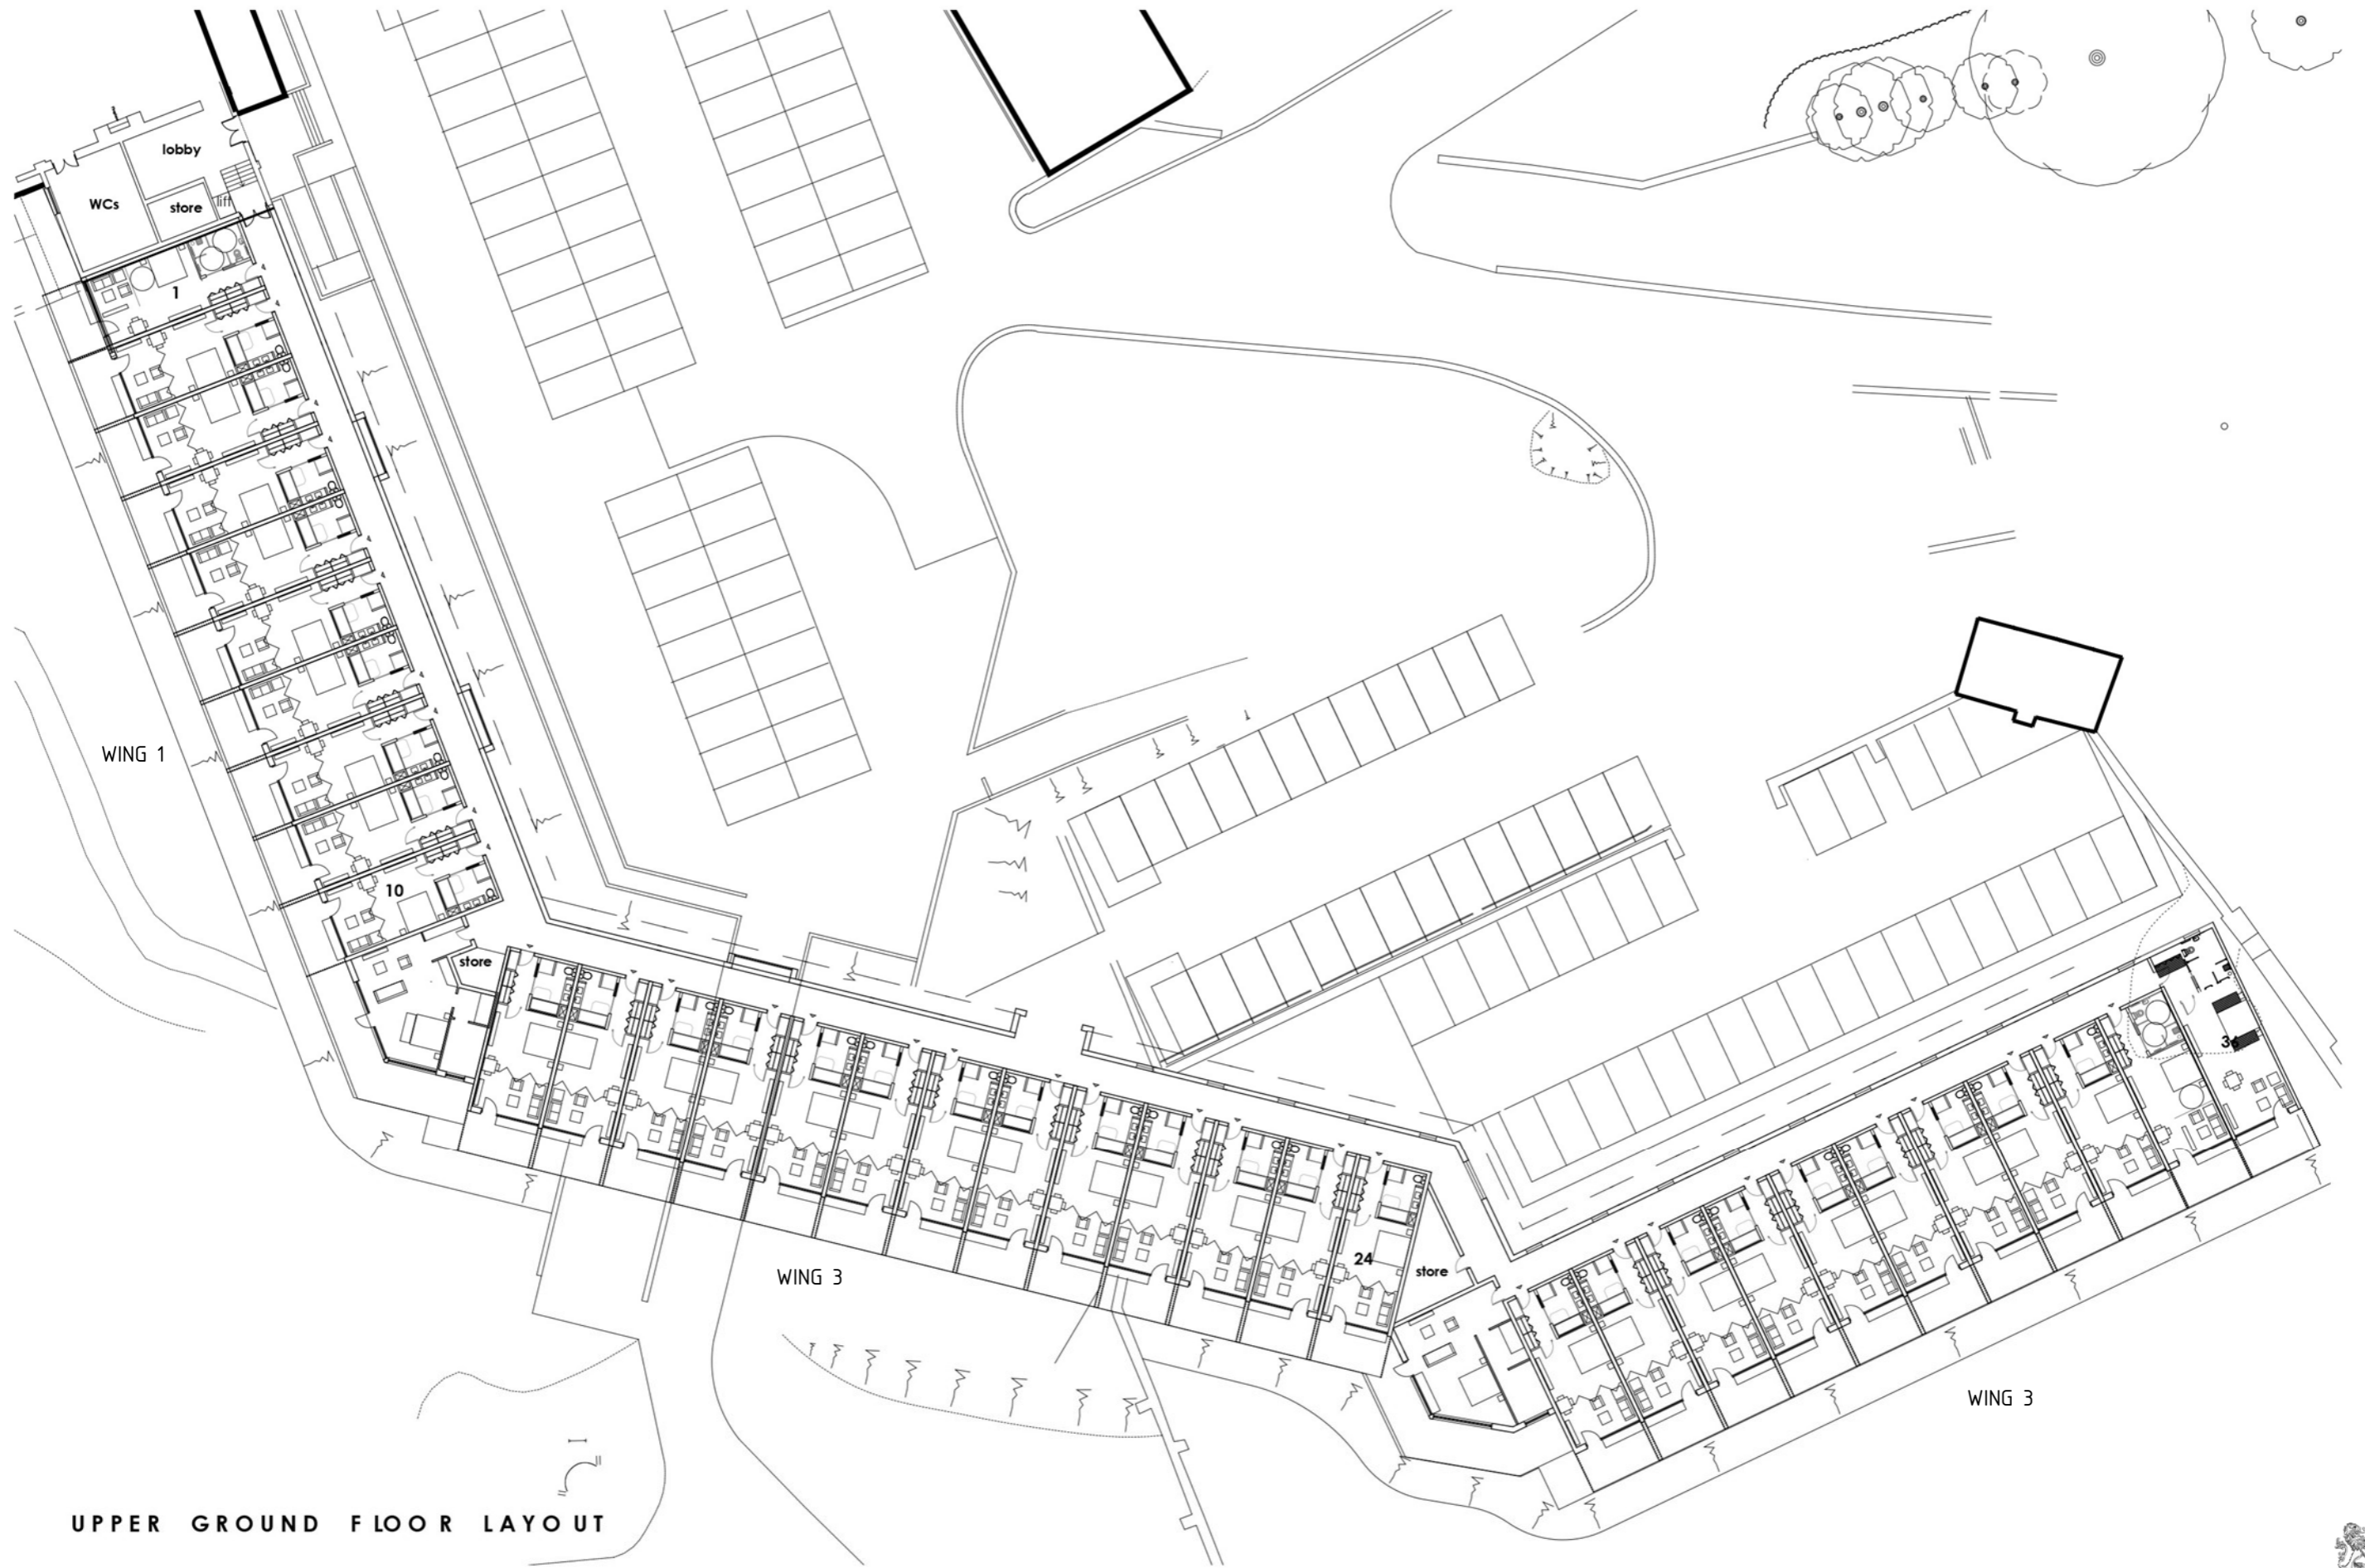 lobby
WCs
store
lift
1
WING 1
10
store
WING 3
24
store
WING 3
UPPER GROUND FLOOR LAYOUT